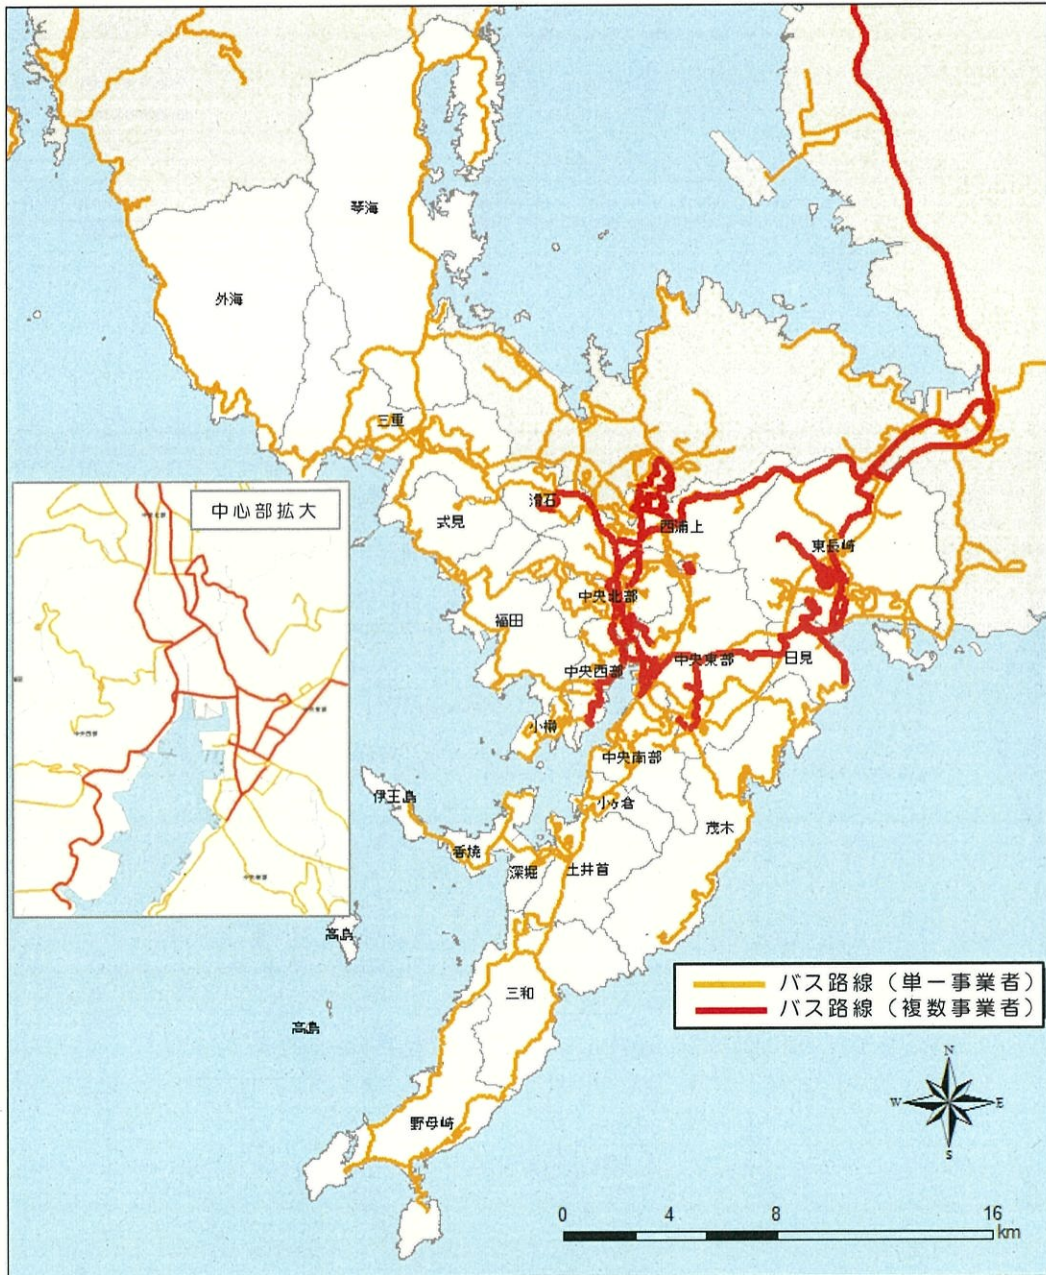 琴海
外海
三重
滑石
式見
西浦上
東長崎
中央北部
福田
中央西部
中央東部
日見
小榊
中央南部
伊王島
小ヶ倉
茂木
香焼
深堀
土井首
高島
三和
高島
野母崎
中心部拡大
バス路線（単一事業者）
バス路線（複数事業者）
N
W
E
S
0 4 8 16
km